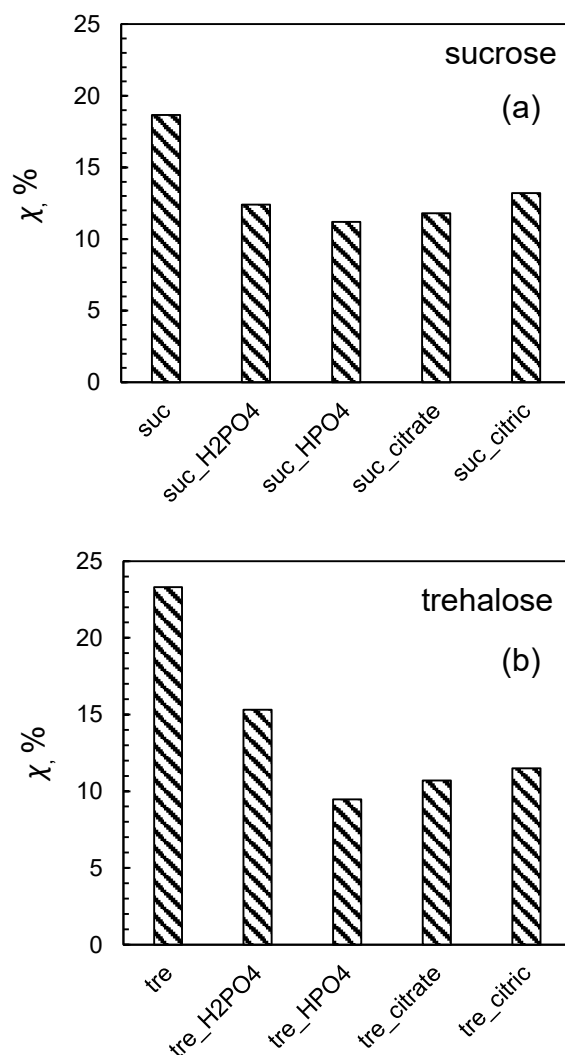 25
20
15
10
5
0
χ, %
sucrose
(a)
suc
suc_H2PO4
suc_HPO4
suc_citrate
suc_citric
25
20
15
10
5
0
χ, %
trehalose
(b)
tre
tre_H2PO4
tre_HPO4
tre_citrate
tre_citric